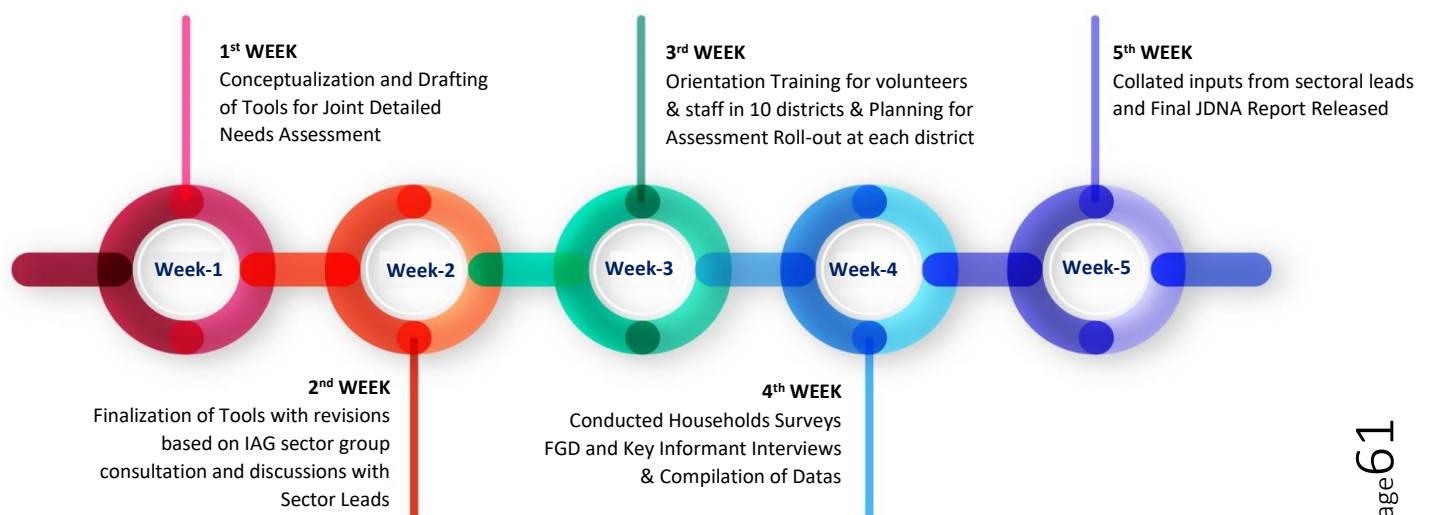 1st WEEK
Conceptualization and Drafting
of Tools for Joint Detailed
Needs Assessment
3rd WEEK
Orientation Training for volunteers
& staff in 10 districts & Planning for
Assessment Roll-out at each district
5th WEEK
Collated inputs from sectoral leads
and Final JDNA Report Released
Week-1
Week-2
Week-3
Week-4
Week-5
2nd WEEK
Finalization of Tools with revisions
based on IAG sector group
consultation and discussions with
Sector Leads
4th WEEK
Conducted Households Surveys
FGD and Key Informant Interviews
& Compilation of Datas
age61